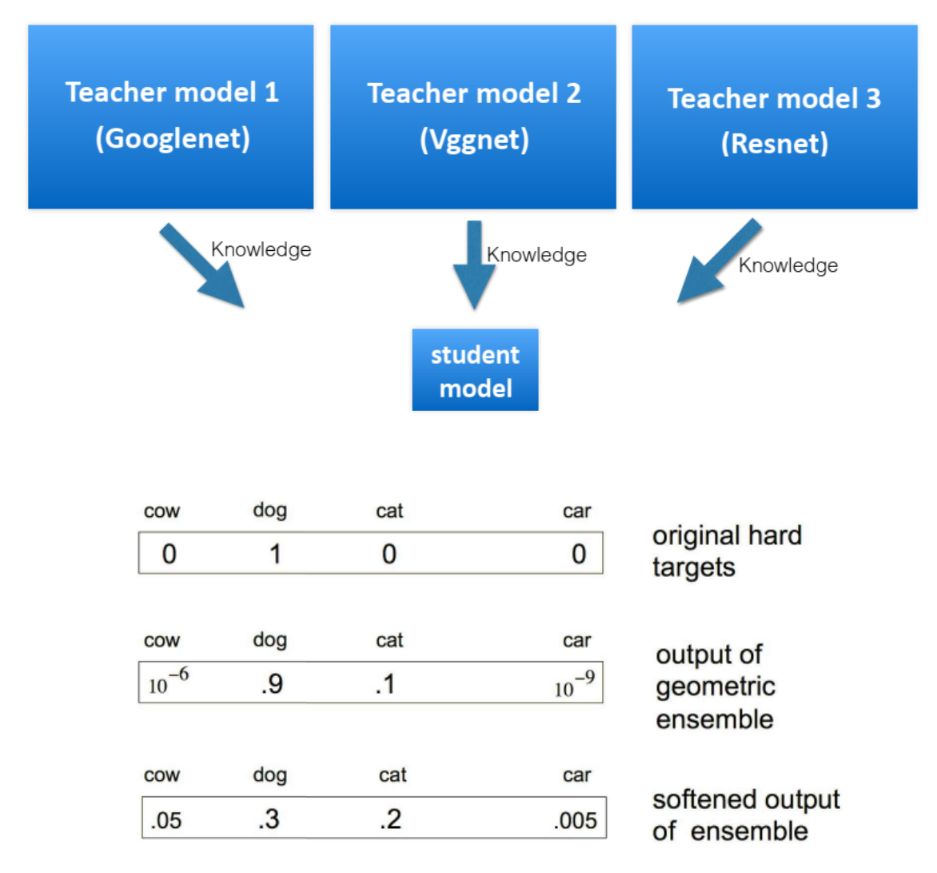 Teacher model 1
(Googlenet)
Teacher model 2
(Vggnet)
Teacher model 3
(Resnet)
Knowledge
Knowledge
Knowledge
student
model
cow dog cat car
0 1 0 0
original hard
targets
cow dog cat car
10⁻⁶ .9 .1 10⁻⁹
output of
geometric
ensemble
cow dog cat car
.05 .3 .2 .005
softened output
of ensemble